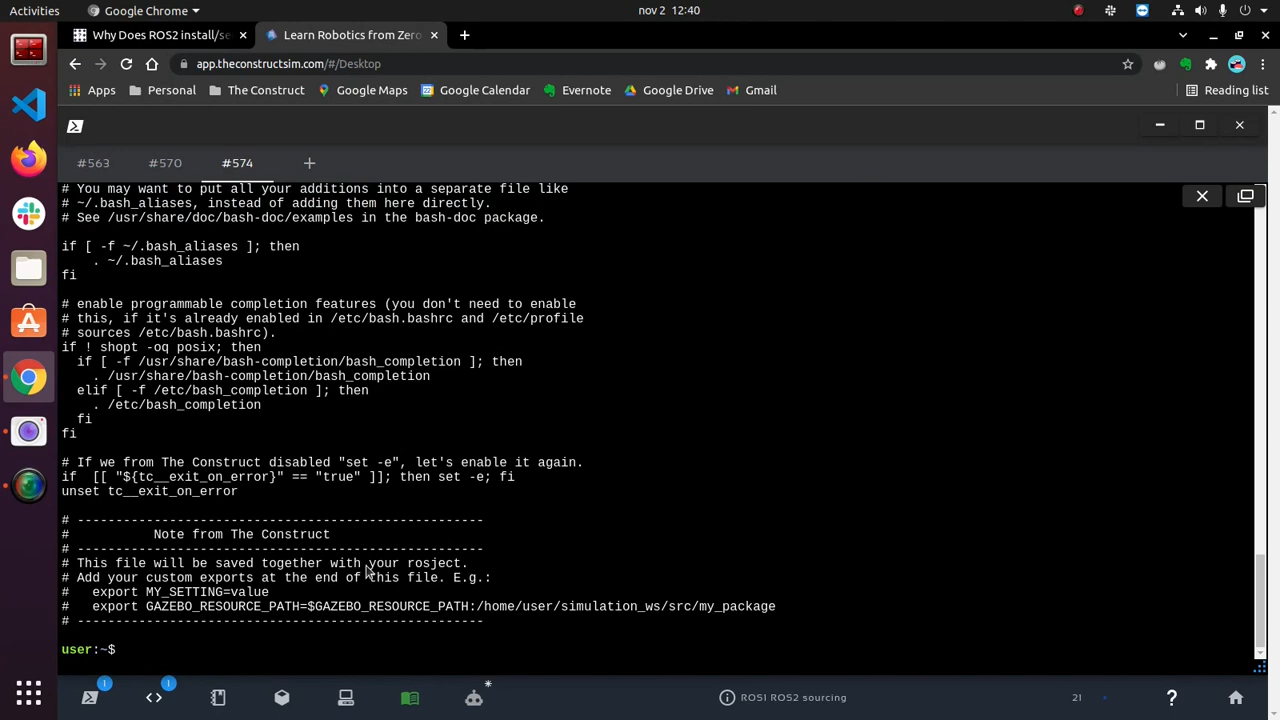 Activities
Google Chrome
nov 2 12:40
Why Does ROS2 install/se
Learn Robotics from Zero
app.theconstructsim.com/#/Desktop
Apps
Personal
The Construct
Google Maps
Google Calendar
Evernote
Google Drive
Gmail
Reading list
#563
#570
#574
# You may want to put all your additions into a separate file like
# ~/.bash_aliases, instead of adding them here directly.
# See /usr/share/doc/bash-doc/examples in the bash-doc package.
if [ -f ~/.bash_aliases ]; then
. ~/.bash_aliases
fi
# enable programmable completion features (you don't need to enable
# this, if it's already enabled in /etc/bash.bashrc and /etc/profile
# sources /etc/bash.bashrc).
if ! shopt -oq posix; then
if [ -f /usr/share/bash-completion/bash_completion ]; then
. /usr/share/bash-completion/bash_completion
elif [ -f /etc/bash_completion ]; then
. /etc/bash_completion
fi
fi
# If we from The Construct disabled "set -e", let's enable it again.
if [[ "${tc__exit_on_error}" == "true" ]]; then set -e; fi
unset tc__exit_on_error
# -----------------------------------------------------
# Note from The Construct
# -----------------------------------------------------
# This file will be saved together with your rosject.
# Add your custom exports at the end of this file. E.g.:
# export MY_SETTING=value
# export GAZEBO_RESOURCE_PATH=$GAZEBO_RESOURCE_PATH:/home/user/simulation_ws/src/my_package
# -----------------------------------------------------
user:~$
1
1
*
ROSI ROS2 sourcing
21
?